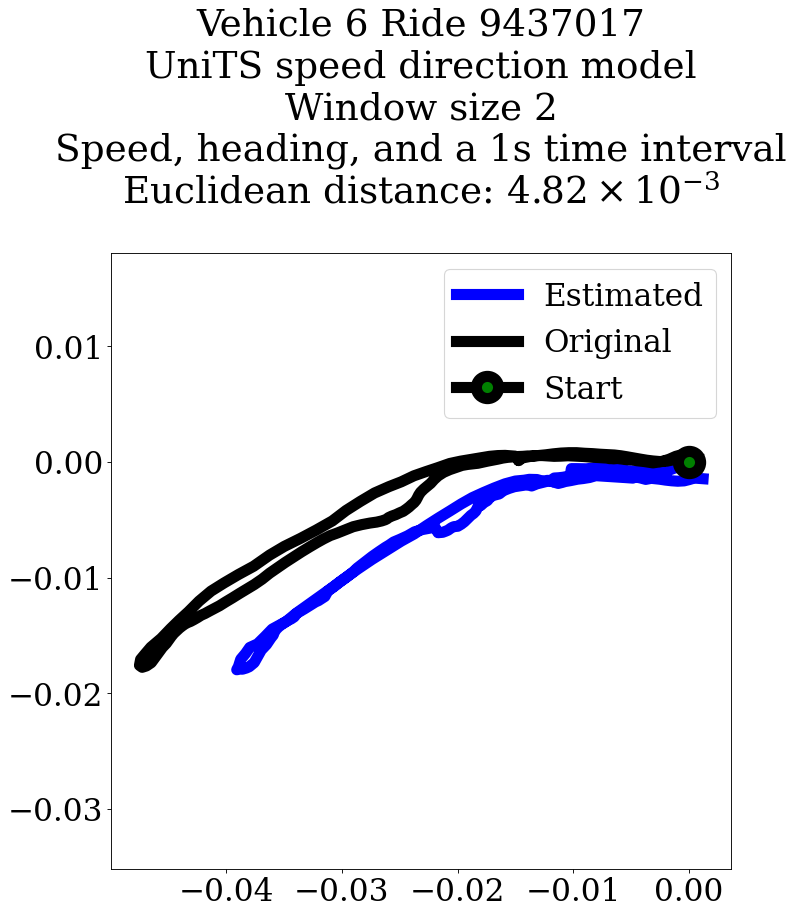 Vehicle 6 Ride 9437017
UniTS speed direction model
Window size 2
Speed, heading, and a 1s time interval
Euclidean distance: 4.82 × 10⁻³
Estimated
Original
Start
0.01
0.00
−0.01
−0.02
−0.03
−0.04 −0.03 −0.02 −0.01 0.00